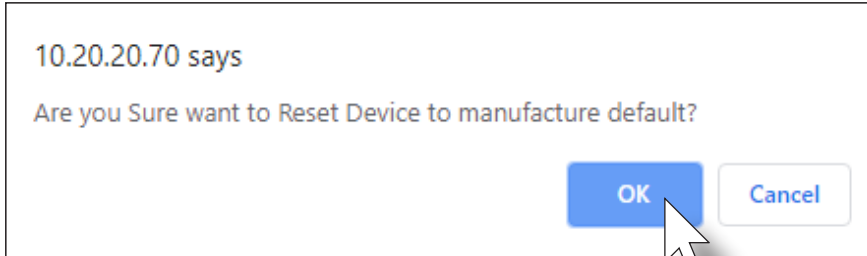 10.20.20.70 says
Are you Sure want to Reset Device to manufacture default?
OK Cancel